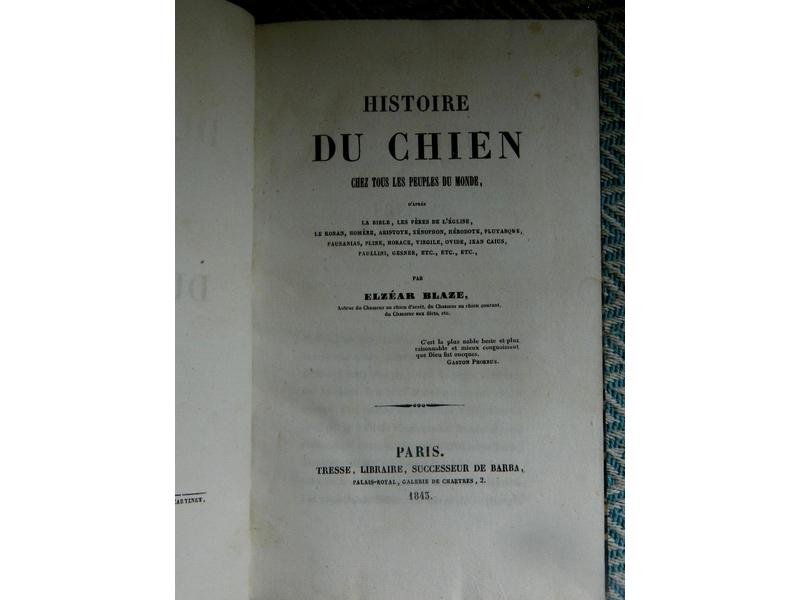 HISTOIRE
DU CHIEN
CHEZ TOUS LES PEUPLES DU MONDE,
D'APRÈS
LA BIBLE, LES PÈRES DE L'ÉGLISE,
LE KORAN, HOMÈRE, ARISTOTE, XÉNOPHON, HÉRODOTE, PLUTARQUE,
PAUSANIAS, PLINE, HORACE, VIRGILE, OVIDE, JEAN CAIUS,
PAULLINI, GESNER, ETC., ETC., ETC.,
PAR
ELZÉAR BLAZE,
Auteur du Chasseur au chien d'arrêt, du Chasseur au chien courant,
du Chasseur aux filets, etc.
C'est la plus noble beste et plus
raisonnable et mieux congnoissant
que Dieu fist oncques.
GASTON PHOEBUS.
PARIS.
TRESSE, LIBRAIRE, SUCCESSEUR DE BARBA,
PALAIS-ROYAL, GALERIE DE CHARTRES, 2.
1843.